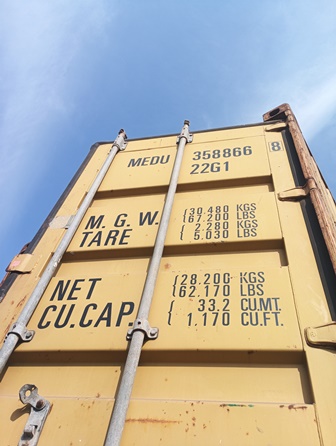 MEDU 358866 8
22G1
M.G.W. 30.480 KGS
67.200 LBS
TARE 2.280 KGS
5.030 LBS
NET 28.200 KGS
62.170 LBS
CU.CAP. 33.2 CU.MT.
1.170 CU.FT.